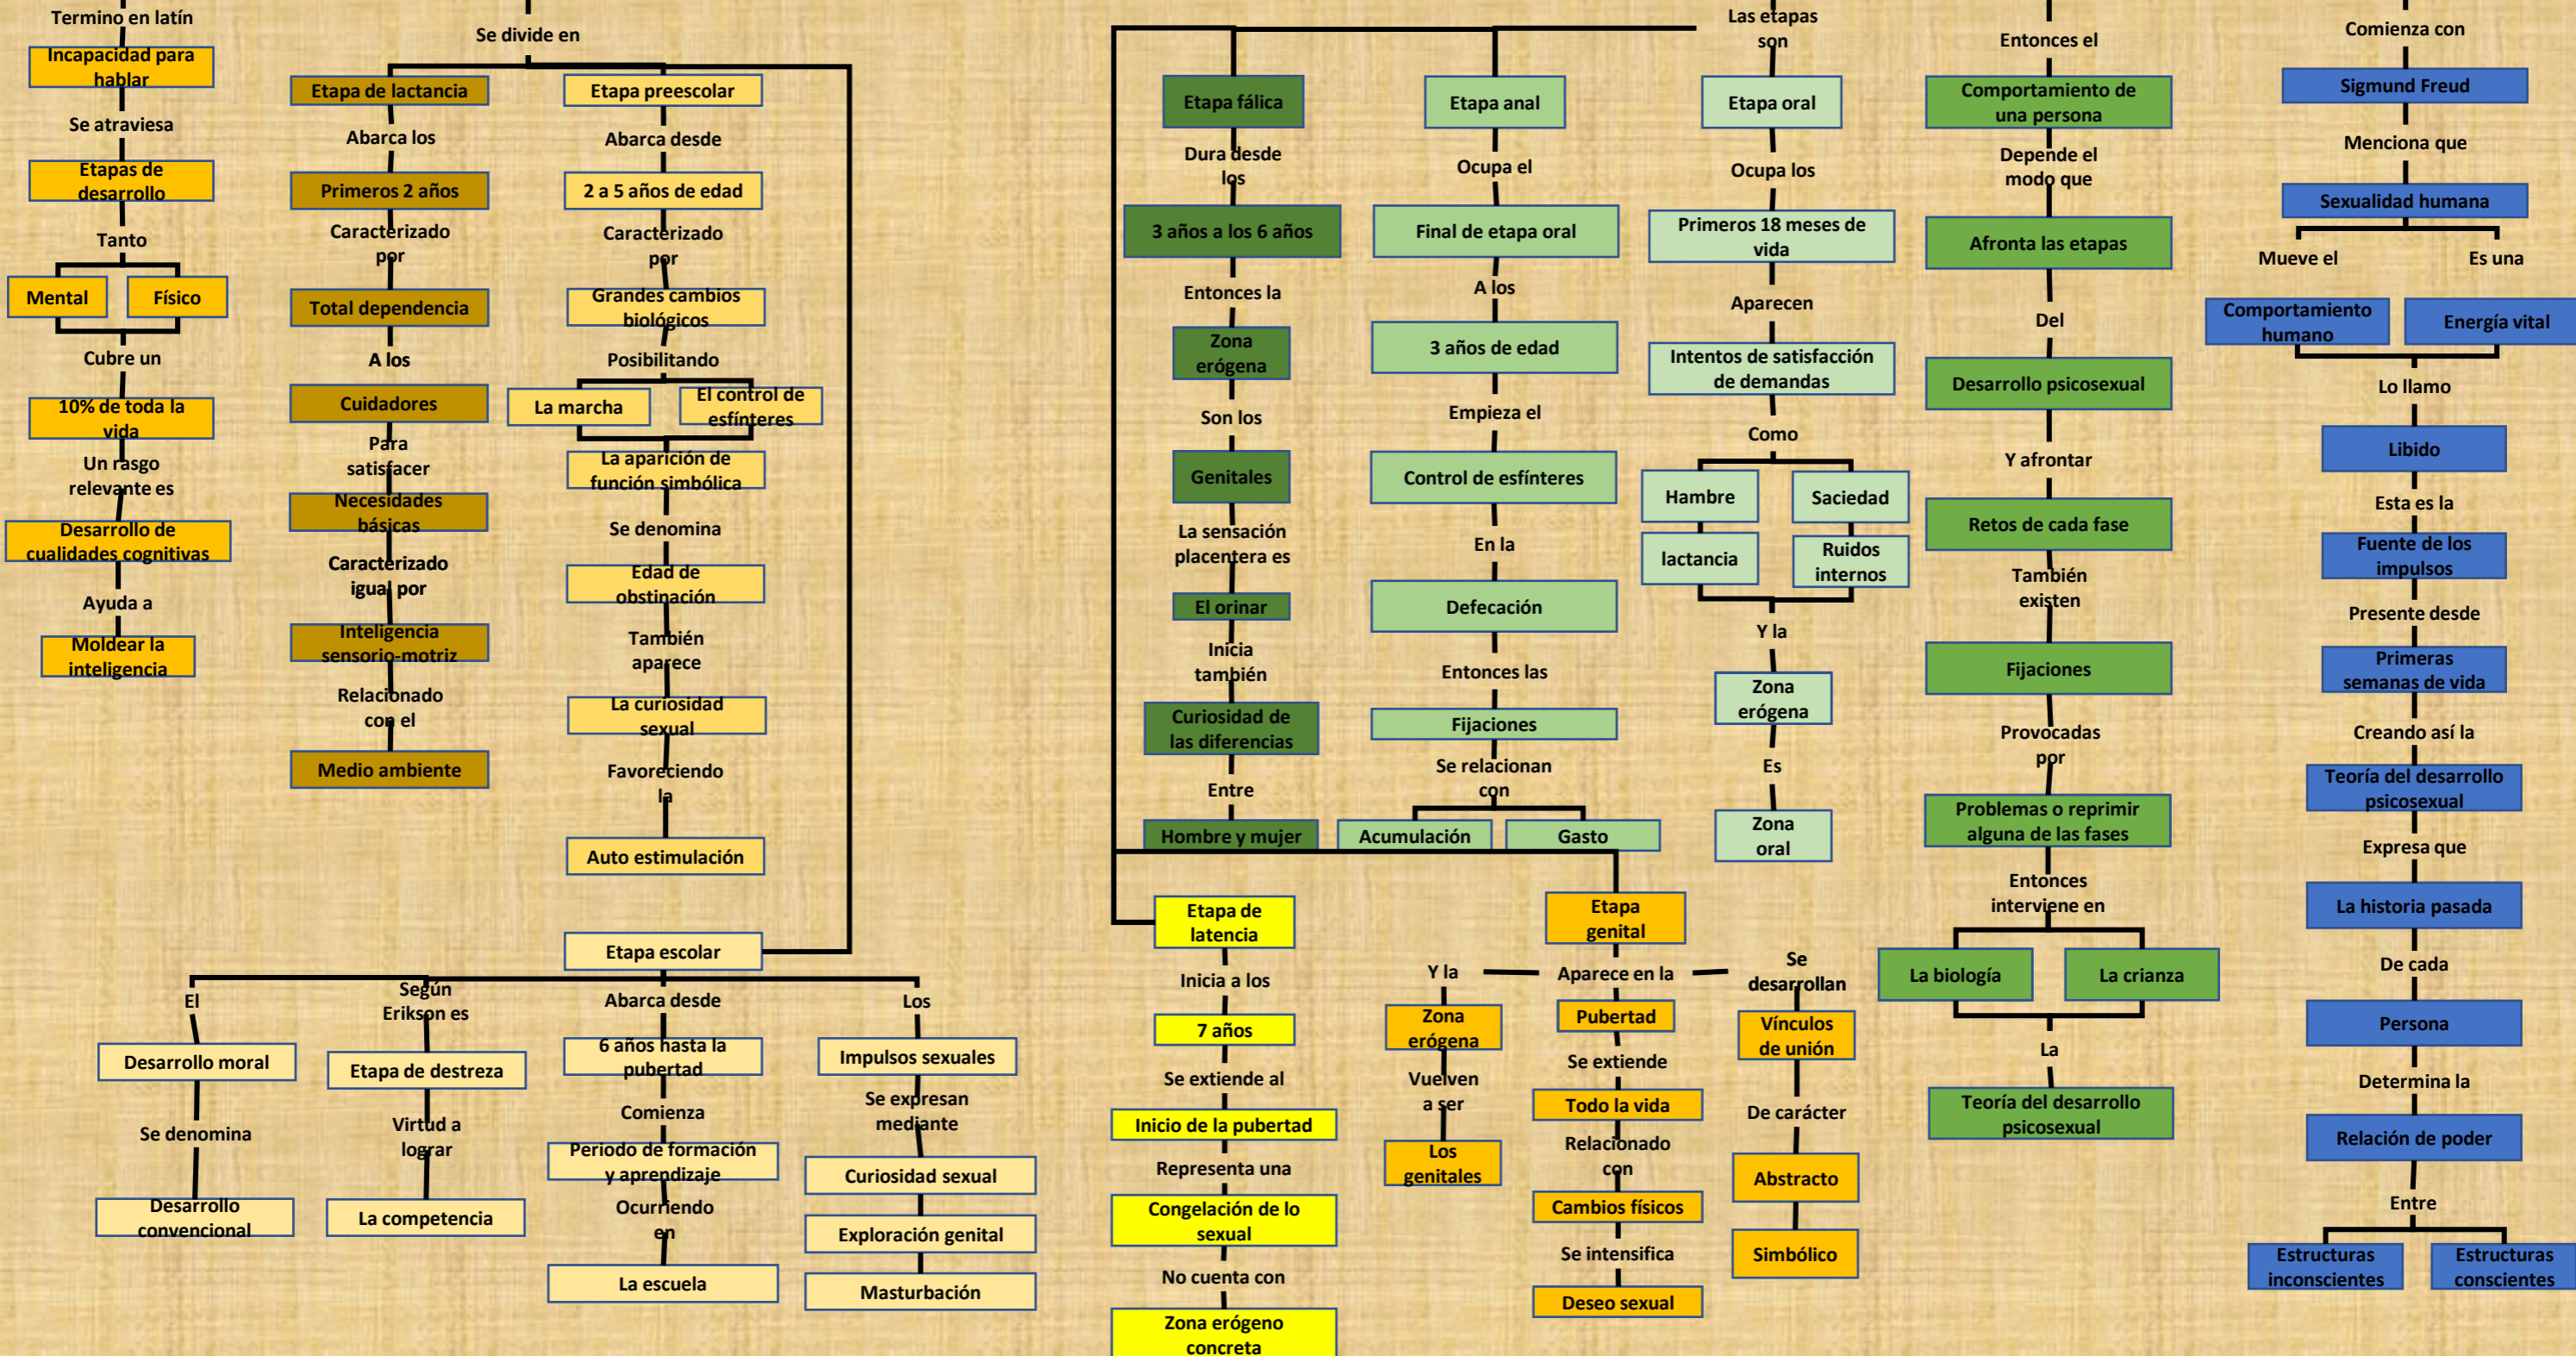 Termino en latín
Incapacidad para
hablar
Se atraviesa
Etapas de
desarrollo
Tanto
Mental
Físico
Cubre un
10% de toda la
vida
Un rasgo
relevante es
Desarrollo de
cualidades cognitivas
Ayuda a
Moldear la
inteligencia
Se divide en
Etapa de lactancia
Abarca los
Primeros 2 años
Caracterizado
por
Total dependencia
A los
Cuidadores
Para
satisfacer
Necesidades
básicas
Caracterizado
igual por
Inteligencia
sensorio-motriz
Relacionado
con el
Medio ambiente
Etapa preescolar
Abarca desde
2 a 5 años de edad
Caracterizado
por
Grandes cambios
biológicos
Posibilitando
La marcha
El control de
esfínteres
La aparición de
función simbólica
Se denomina
Edad de
obstinación
También
aparece
La curiosidad
sexual
Favoreciendo
la
Auto estimulación
Etapa escolar
El
Desarrollo moral
Se denomina
Desarrollo
convencional
Según
Erikson es
Etapa de destreza
Virtud a
lograr
La competencia
Abarca desde
6 años hasta la
pubertad
Comienza
Periodo de formación
y aprendizaje
Ocurriendo
en
La escuela
Los
Impulsos sexuales
Se expresan
mediante
Curiosidad sexual
Exploración genital
Masturbación
Las etapas
son
Etapa fálica
Dura desde
los
3 años a los 6 años
Entonces la
Zona
erógena
Son los
Genitales
La sensación
placentera es
El orinar
Inicia
también
Curiosidad de
las diferencias
Entre
Hombre y mujer
Etapa anal
Ocupa el
Final de etapa oral
A los
3 años de edad
Empieza el
Control de esfínteres
En la
Defecación
Entonces las
Fijaciones
Se relacionan
con
Acumulación
Gasto
Etapa oral
Ocupa los
Primeros 18 meses de
vida
Aparecen
Intentos de satisfacción
de demandas
Como
Hambre
Saciedad
lactancia
Ruidos
internos
Y la
Zona
erógena
Es
Zona
oral
Etapa de
latencia
Inicia a los
7 años
Se extiende al
Inicio de la pubertad
Representa una
Congelación de lo
sexual
No cuenta con
Zona erógeno
concreta
Etapa
genital
Y la
Aparece en la
Se
desarrollan
Zona
erógena
Vuelven
a ser
Los
genitales
Pubertad
Se extiende
Todo la vida
Relacionado
con
Cambios físicos
Se intensifica
Deseo sexual
Vínculos
de unión
De carácter
Abstracto
Simbólico
Entonces el
Comportamiento de
una persona
Depende el
modo que
Afronta las etapas
Del
Desarrollo psicosexual
Y afrontar
Retos de cada fase
También
existen
Fijaciones
Provocadas
por
Problemas o reprimir
alguna de las fases
Entonces
interviene en
La biología
La crianza
La
Teoría del desarrollo
psicosexual
Comienza con
Sigmund Freud
Menciona que
Sexualidad humana
Mueve el
Es una
Comportamiento
humano
Energía vital
Lo llamo
Libido
Esta es la
Fuente de los
impulsos
Presente desde
Primeras
semanas de vida
Creando así la
Teoría del desarrollo
psicosexual
Expresa que
La historia pasada
De cada
Persona
Determina la
Relación de poder
Entre
Estructuras
inconscientes
Estructuras
conscientes